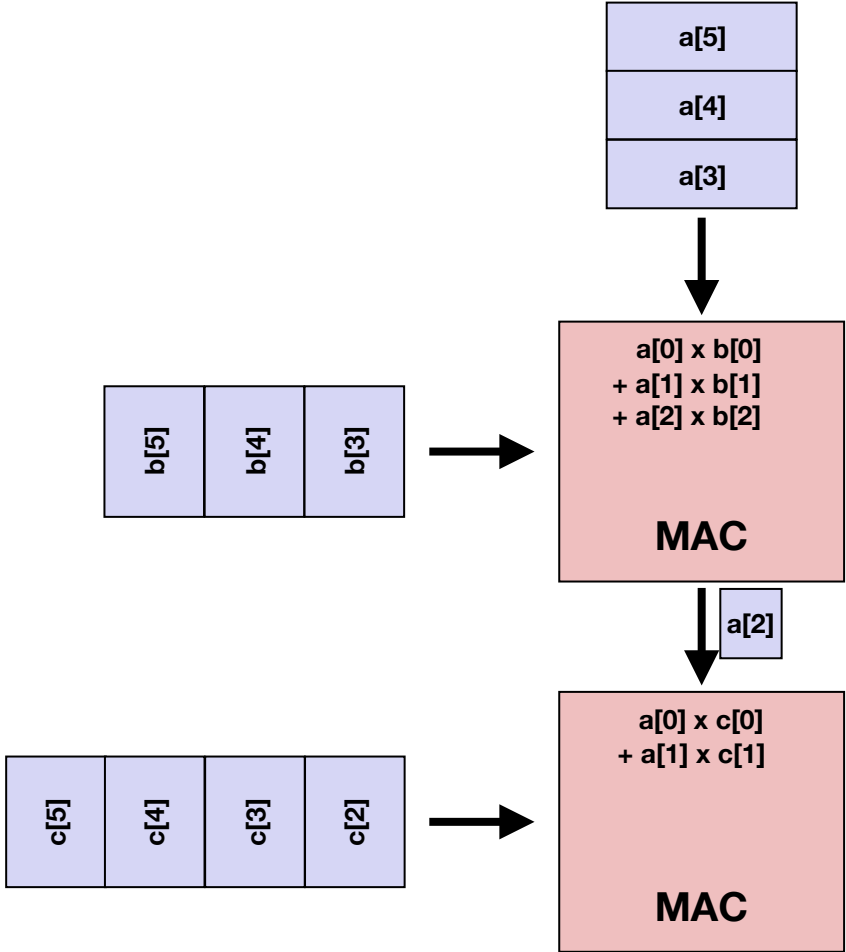 a[5]
a[4]
a[3]
a[0] x b[0]
+ a[1] x b[1]
+ a[2] x b[2]
MAC
b[5]
b[4]
b[3]
a[2]
a[0] x c[0]
+ a[1] x c[1]
MAC
c[5]
c[4]
c[3]
c[2]